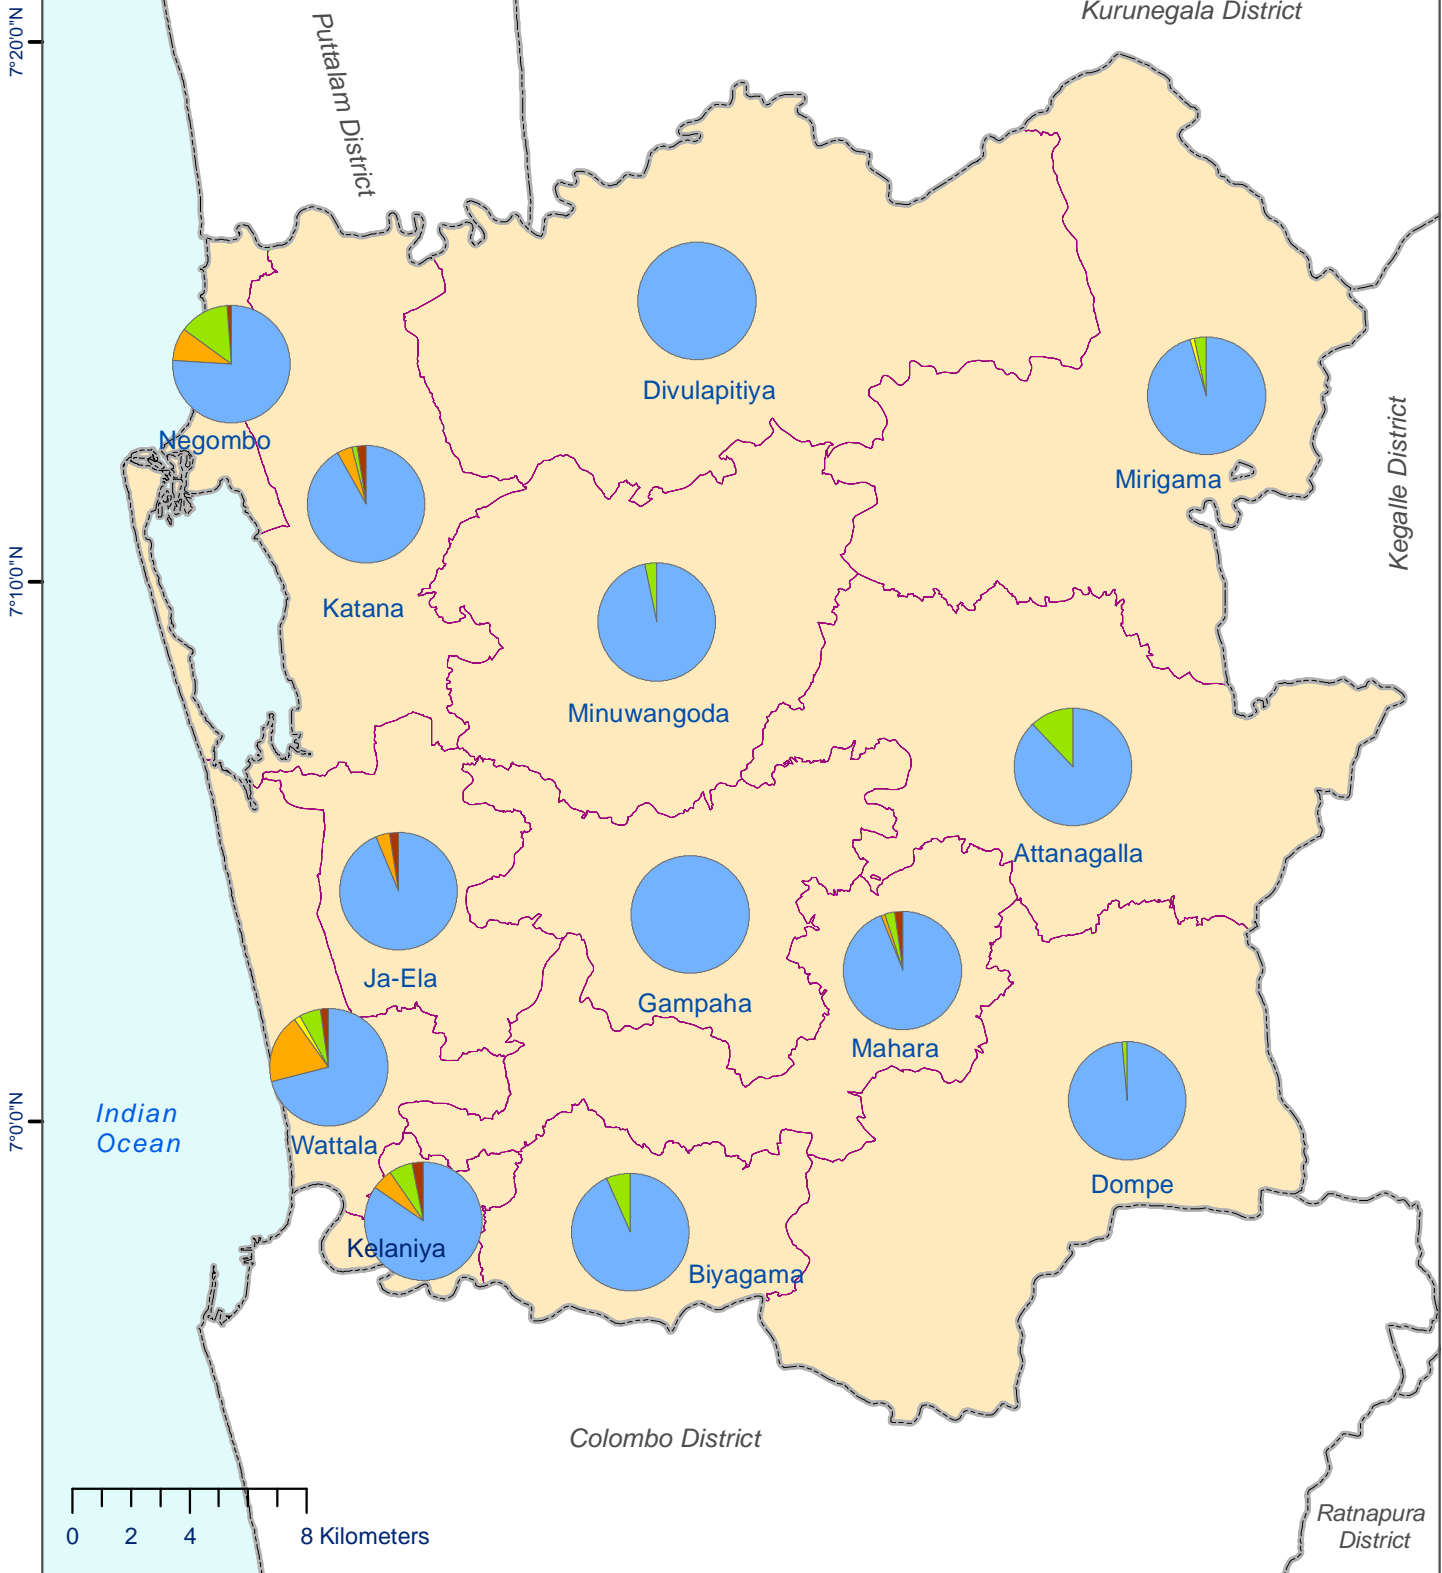 Kurunegala District
7°20'0"N
Puttalam District
Divulapitiya
Negombo
Mirigama
Kegalle District
7°10'0"N
Katana
Minuwangoda
Attanagalla
Ja-Ela
Gampaha
Mahara
Indian
Ocean
7°0'0"N
Wattala
Dompe
Kelaniya
Biyagama
Colombo District
Ratnapura
District
0 2 4 8 Kilometers